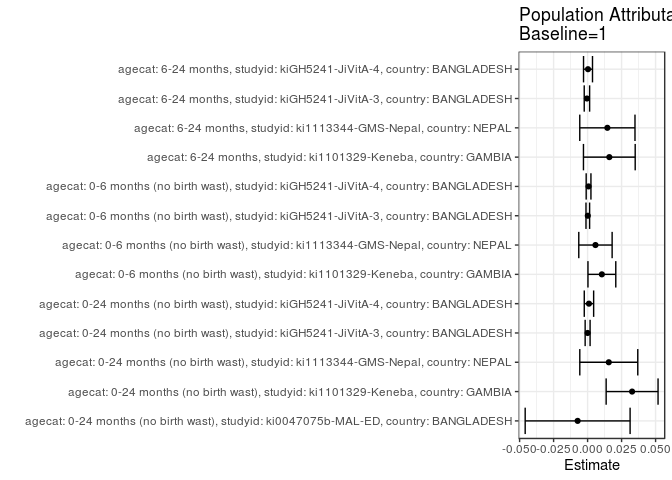 Population Attributa
Baseline=1
agecat: 6-24 months, studyid: kiGH5241-JiVitA-4, country: BANGLADESH
agecat: 6-24 months, studyid: kiGH5241-JiVitA-3, country: BANGLADESH
agecat: 6-24 months, studyid: ki1113344-GMS-Nepal, country: NEPAL
agecat: 6-24 months, studyid: ki1101329-Keneba, country: GAMBIA
agecat: 0-6 months (no birth wast), studyid: kiGH5241-JiVitA-4, country: BANGLADESH
agecat: 0-6 months (no birth wast), studyid: kiGH5241-JiVitA-3, country: BANGLADESH
agecat: 0-6 months (no birth wast), studyid: ki1113344-GMS-Nepal, country: NEPAL
agecat: 0-6 months (no birth wast), studyid: ki1101329-Keneba, country: GAMBIA
agecat: 0-24 months (no birth wast), studyid: kiGH5241-JiVitA-4, country: BANGLADESH
agecat: 0-24 months (no birth wast), studyid: kiGH5241-JiVitA-3, country: BANGLADESH
agecat: 0-24 months (no birth wast), studyid: ki1113344-GMS-Nepal, country: NEPAL
agecat: 0-24 months (no birth wast), studyid: ki1101329-Keneba, country: GAMBIA
agecat: 0-24 months (no birth wast), studyid: ki0047075b-MAL-ED, country: BANGLADESH
-0.050 -0.025 0.000 0.025 0.050
Estimate